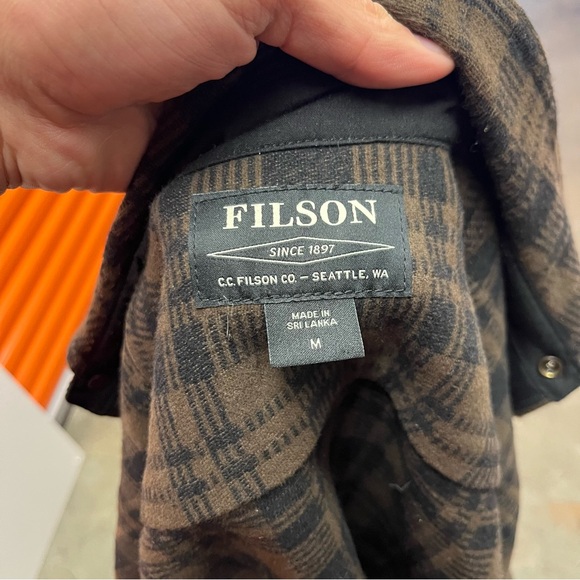 FILSON
SINCE 1897
C.C. FILSON CO. – SEATTLE, WA
MADE IN
SRI LANKA
M